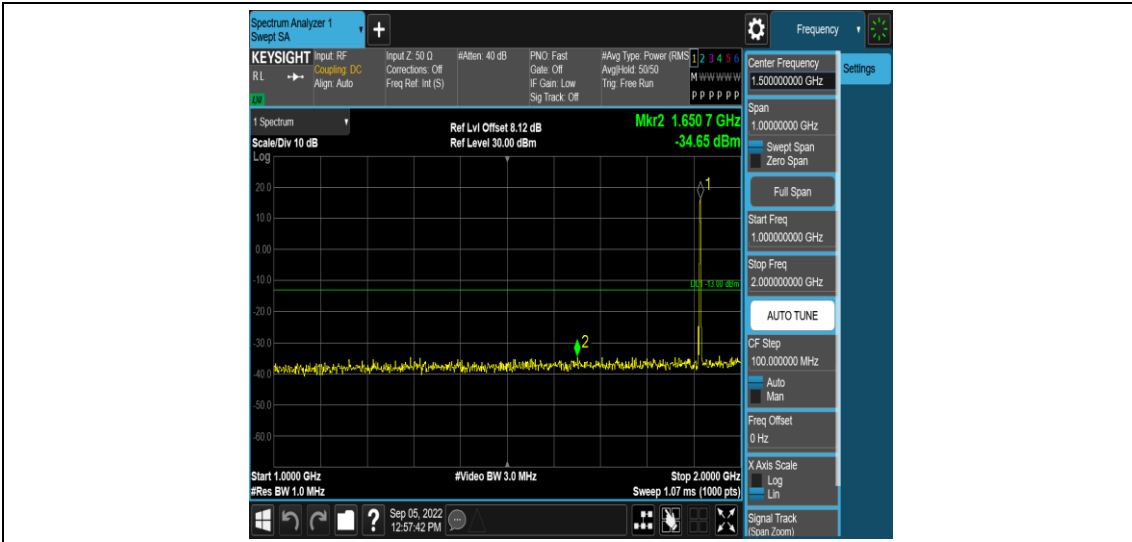 Spectrum Analyzer 1
Swept SA
+
Frequency
KEYSIGHT
RL
LXI
Input: RF
Coupling: DC
Align: Auto
Input Z: 50 Ω
Corrections: Off
Freq Ref: Int (S)
#Atten: 40 dB
PNO: Fast
Gate: Off
IF Gain: Low
Sig Track: Off
#Avg Type: Power (RMS
Avg|Hold: 50/50
Trig: Free Run
1 2 3 4 5 6
M W W W W W
P P P P P P
1 Spectrum
Scale/Div 10 dB
Log
Ref Lvl Offset 8.12 dB
Ref Level 30.00 dBm
Mkr2 1.650 7 GHz
-34.65 dBm
20.0
10.0
0.00
-10.0
-20.0
-30.0
-40.0
-50.0
-60.0
1
DL1 -13.00 dBm
2
Start 1.0000 GHz
#Res BW 1.0 MHz
#Video BW 3.0 MHz
Stop 2.0000 GHz
Sweep 1.07 ms (1000 pts)
Center Frequency
1.500000000 GHz
Settings
Span
1.00000000 GHz
Swept Span
Zero Span
Full Span
Start Freq
1.000000000 GHz
Stop Freq
2.000000000 GHz
AUTO TUNE
CF Step
100.000000 MHz
Auto
Man
Freq Offset
0 Hz
X Axis Scale
Log
Lin
Signal Track
(Span Zoom)
?
Sep 05, 2022
12:57:42 PM